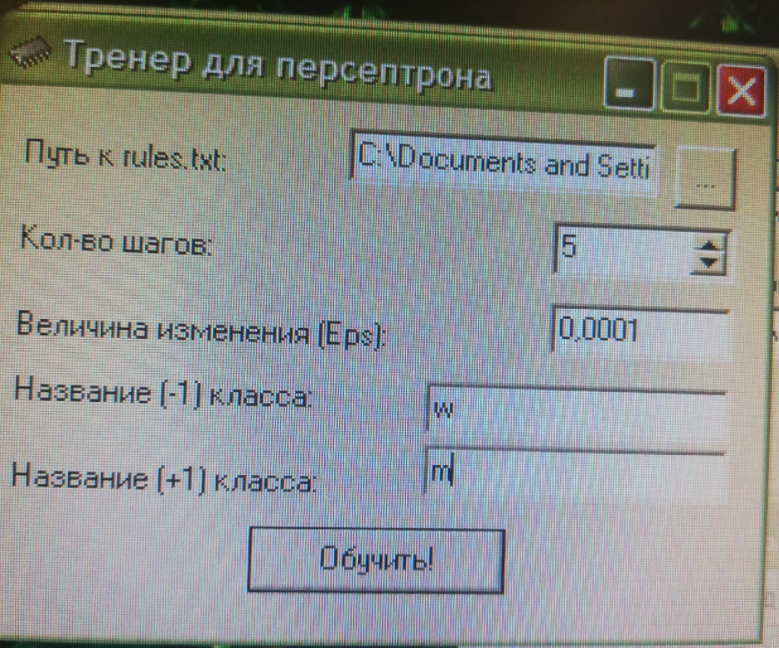 Тренер для персептрона
Путь к rules.txt: C:\Documents and Setti ...
Кол-во шагов: 5
Величина изменения (Eps): 0,0001
Название (-1) класса: w
Название (+1) класса: m
Обучить!